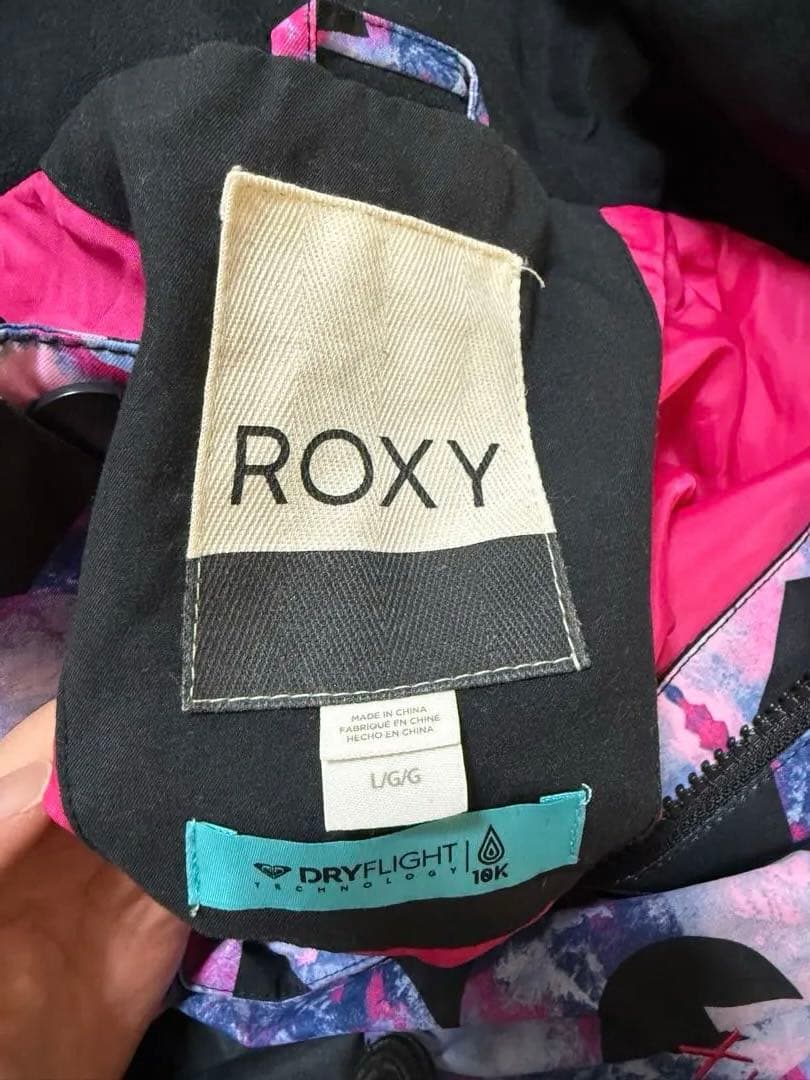 ROXY
MADE IN CHINA
FABRIQUÉ EN CHINE
HECHO EN CHINA
L/G/G
DRYFLIGHT
TECHNOLOGY
10K